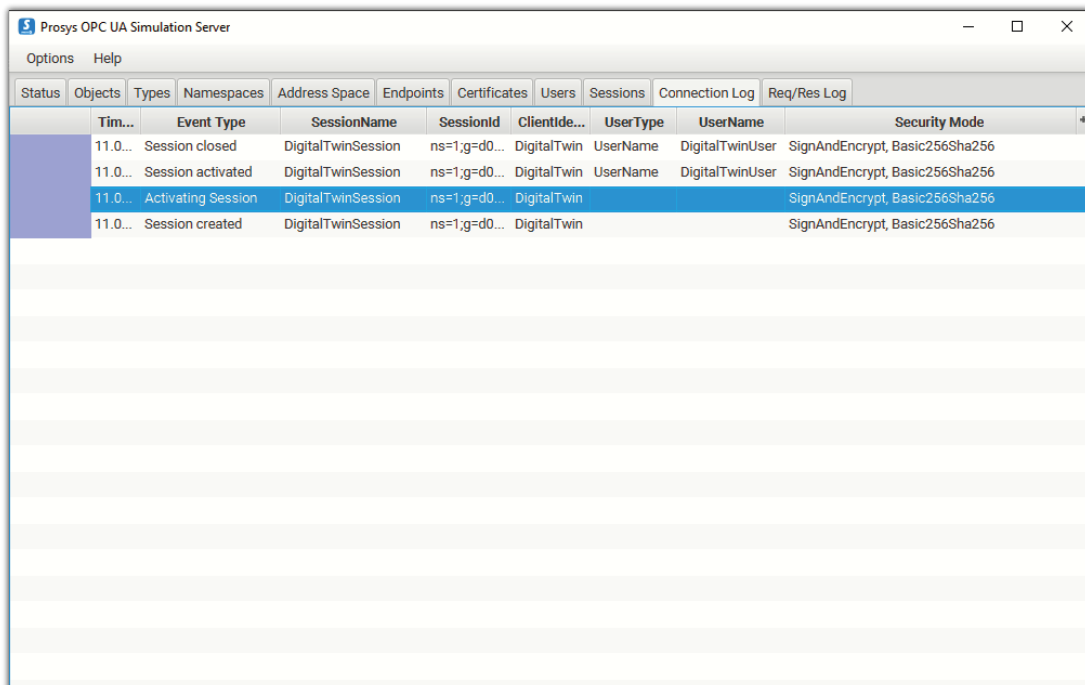 Prosys OPC UA Simulation Server
Options Help
Status Objects Types Namespaces Address Space Endpoints Certificates Users Sessions Connection Log Req/Res Log
Tim... Event Type SessionName SessionId ClientIde... UserType UserName Security Mode
11.0... Session closed DigitalTwinSession ns=1;g=d0... DigitalTwin UserName DigitalTwinUser SignAndEncrypt, Basic256Sha256
11.0... Session activated DigitalTwinSession ns=1;g=d0... DigitalTwin UserName DigitalTwinUser SignAndEncrypt, Basic256Sha256
11.0... Activating Session DigitalTwinSession ns=1;g=d0... DigitalTwin SignAndEncrypt, Basic256Sha256
11.0... Session created DigitalTwinSession ns=1;g=d0... DigitalTwin SignAndEncrypt, Basic256Sha256